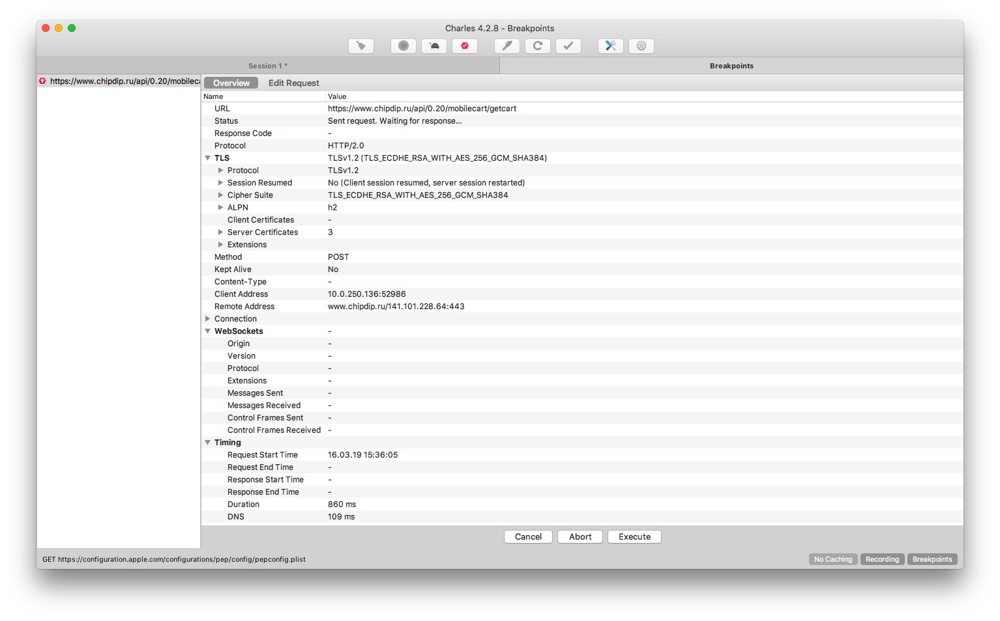 Charles 4.2.8 - Breakpoints
Session 1 *
Breakpoints
https://www.chipdip.ru/api/0.20/mobileca
Overview
Edit Request
Name Value
URL https://www.chipdip.ru/api/0.20/mobilecart/getcart
Status Sent request. Waiting for response...
Response Code -
Protocol HTTP/2.0
TLS TLSv1.2 (TLS_ECDHE_RSA_WITH_AES_256_GCM_SHA384)
Protocol TLSv1.2
Session Resumed No (Client session resumed, server session restarted)
Cipher Suite TLS_ECDHE_RSA_WITH_AES_256_GCM_SHA384
ALPN h2
Client Certificates -
Server Certificates 3
Extensions
Method POST
Kept Alive No
Content-Type -
Client Address 10.0.250.136:52986
Remote Address www.chipdip.ru/141.101.228.64:443
Connection
WebSockets -
Origin -
Version -
Protocol -
Extensions -
Messages Sent -
Messages Received -
Control Frames Sent -
Control Frames Received -
Timing
Request Start Time 16.03.19 15:36:05
Request End Time -
Response Start Time -
Response End Time -
Duration 860 ms
DNS 109 ms
Cancel
Abort
Execute
GET https://configuration.apple.com/configurations/pep/config/pepconfig.plist
No Caching
Recording
Breakpoints